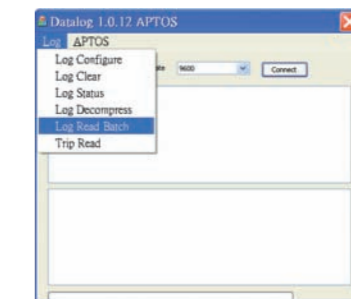 Datalog 1.0.12 APTOS
Log APTOS
Log Configure
9600
Connect
Log Clear
Log Status
Log Decompress
Log Read Batch
Trip Read